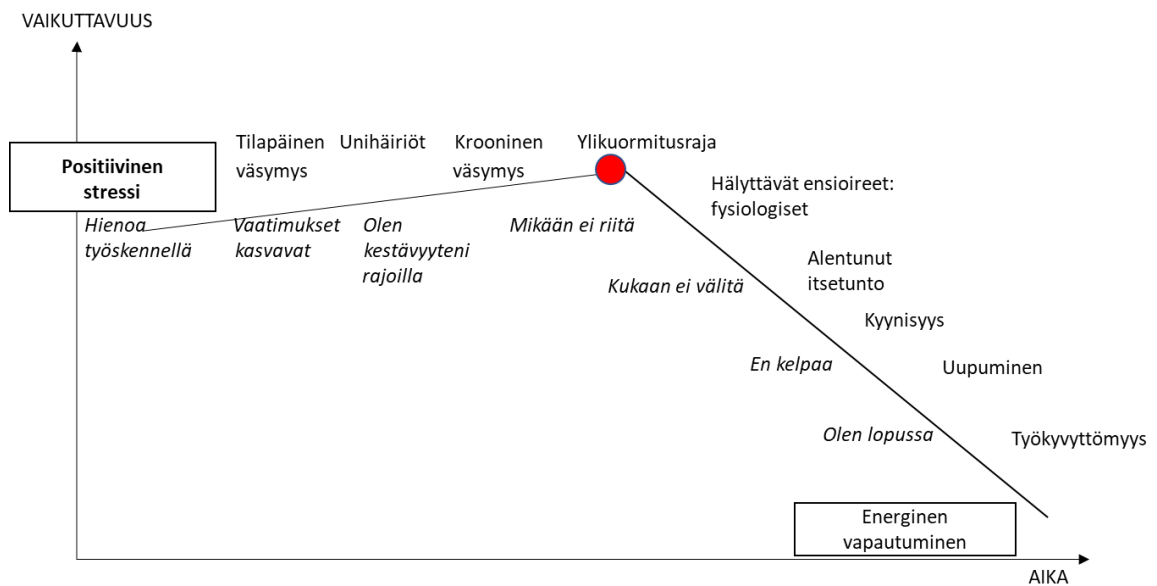 VAIKUTTAVUUS
Positiivinen
stressi
Tilapäinen
väsymys
Unihäiriöt
Krooninen
väsymys
Ylikuormitusraja
Hienoa
työskennellä
Vaatimukset
kasvavat
Olen
kestävyyteni
rajoilla
Mikään ei riitä
Hälyttävät ensioireet:
fysiologiset
Kukaan ei välitä
Alentunut
itsetunto
Kyynisyys
En kelpaa
Uupuminen
Olen lopussa
Työkyvyttömyys
Energinen
vapautuminen
AIKA